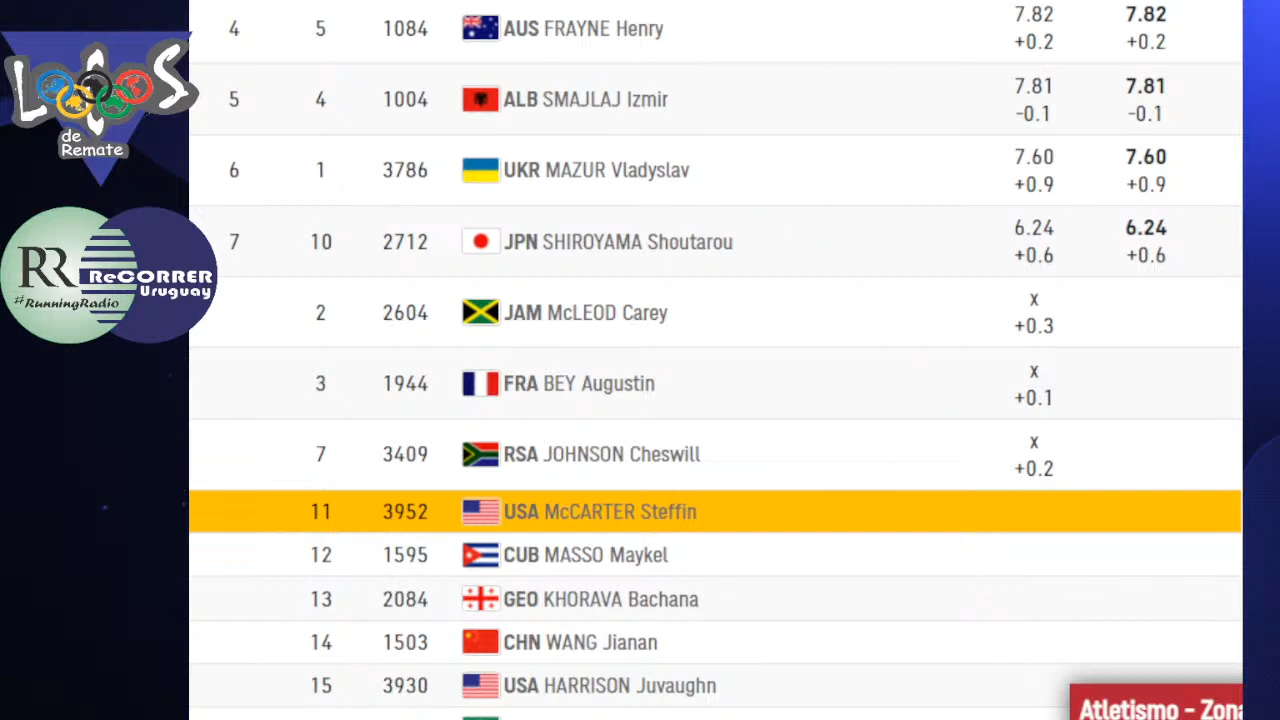 LOCOS
de
Remate
RR
#RunningRadio
ReCORRER
Uruguay
4 5 1084 AUS FRAYNE Henry 7.82 7.82
+0.2 +0.2
5 4 1004 ALB SMAJLAJ Izmir 7.81 7.81
-0.1 -0.1
6 1 3786 UKR MAZUR Vladyslav 7.60 7.60
+0.9 +0.9
7 10 2712 JPN SHIROYAMA Shoutarou 6.24 6.24
+0.6 +0.6
2 2604 JAM McLEOD Carey x
+0.3
3 1944 FRA BEY Augustin x
+0.1
7 3409 RSA JOHNSON Cheswill x
+0.2
11 3952 USA McCARTER Steffin
12 1595 CUB MASSO Maykel
13 2084 GEO KHORAVA Bachana
14 1503 CHN WANG Jianan
15 3930 USA HARRISON Juvaughn
Atletismo - Zona